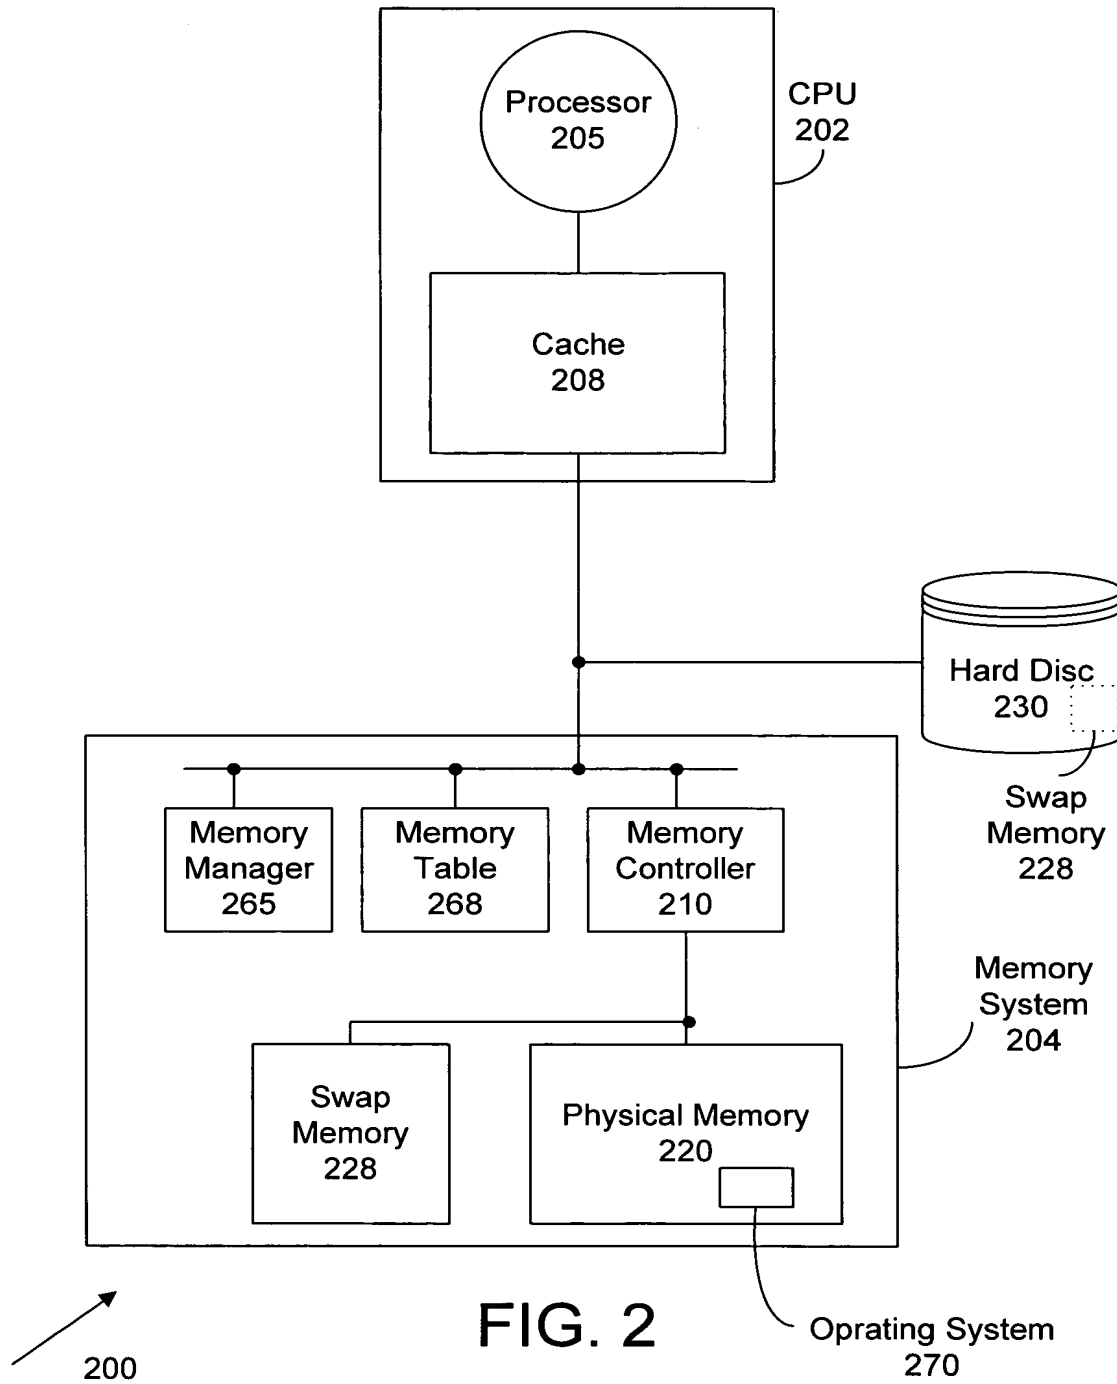 Processor
205
CPU
202
Cache
208
Hard Disc
230
Swap
Memory
228
Memory
Manager
265
Memory
Table
268
Memory
Controller
210
Memory
System
204
Swap
Memory
228
Physical Memory
220
FIG. 2
Oprating System
270
200